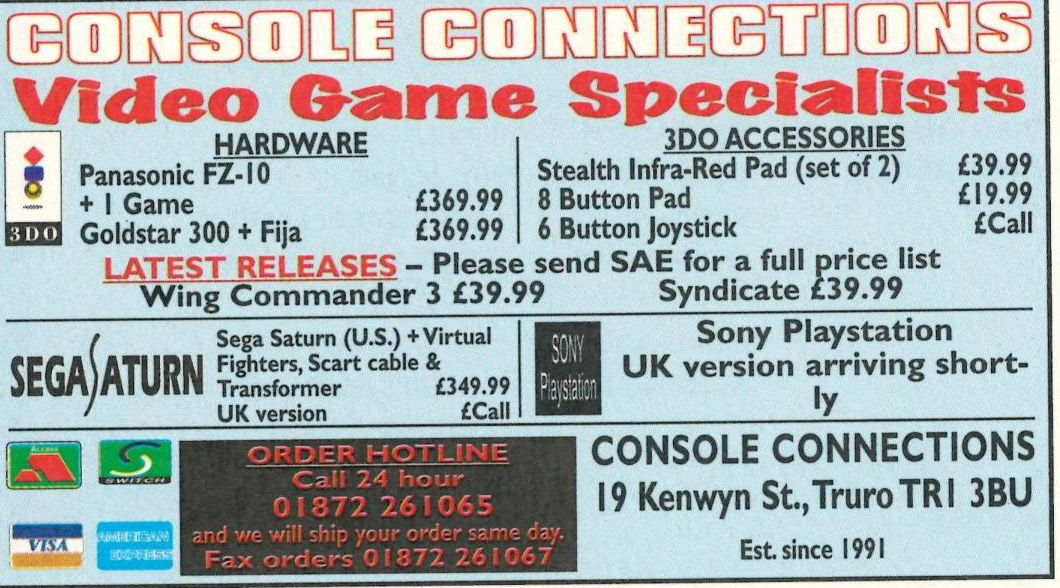 CONSOLE CONNECTIONS
Video Game Specialists
HARDWARE
Panasonic FZ-10
+ 1 Game £369.99
Goldstar 300 + Fija £369.99
3DO
3DO ACCESSORIES
Stealth Infra-Red Pad (set of 2) £39.99
8 Button Pad £19.99
6 Button Joystick £Call
LATEST RELEASES – Please send SAE for a full price list
Wing Commander 3 £39.99 Syndicate £39.99
SEGA SATURN
Sega Saturn (U.S.) + Virtual
Fighters, Scart cable &
Transformer £349.99
UK version £Call
SONY
Playstation
Sony Playstation
UK version arriving short-
ly
ACCESS
SWITCH
VISA
AMERICAN
EXPRESS
ORDER HOTLINE
Call 24 hour
01872 261065
and we will ship your order same day.
Fax orders 01872 261067
CONSOLE CONNECTIONS
19 Kenwyn St., Truro TR1 3BU
Est. since 1991